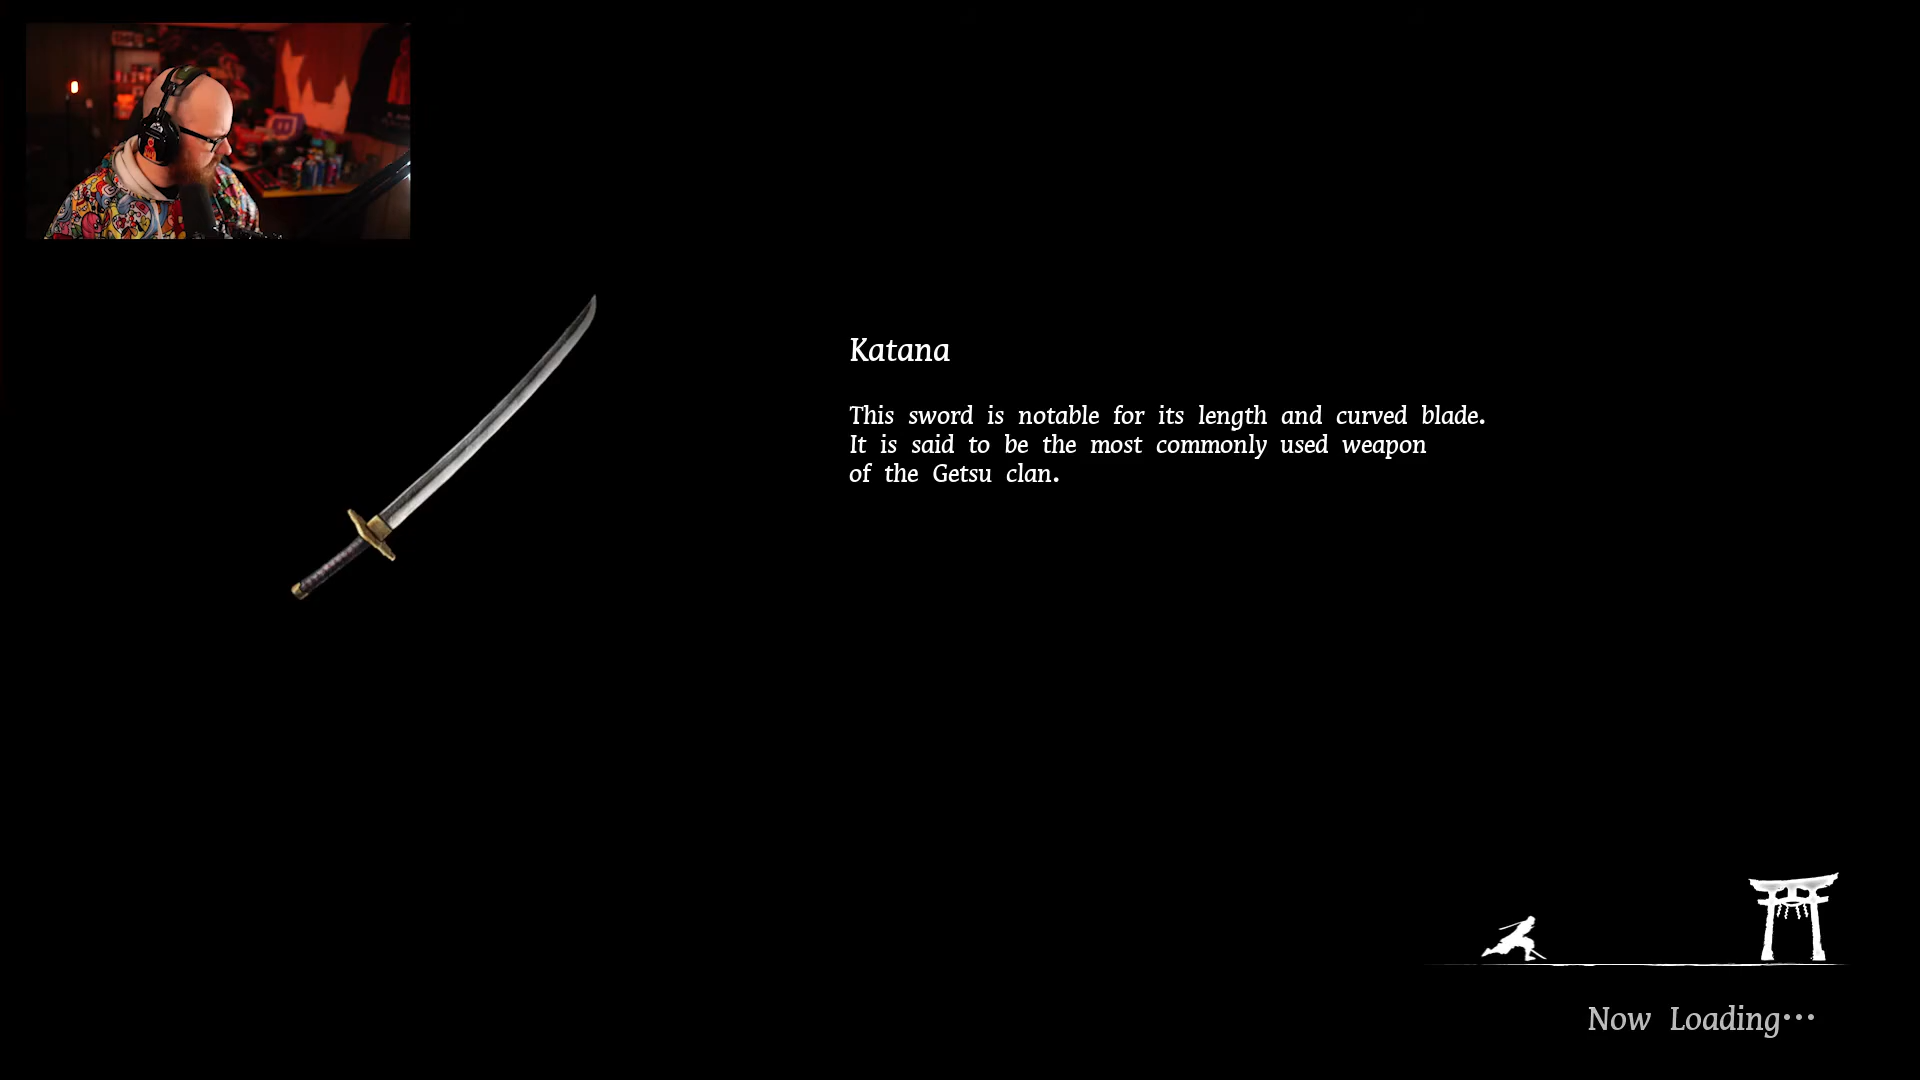 Katana
This sword is notable for its length and curved blade.
It is said to be the most commonly used weapon
of the Getsu clan.
Now Loading•••